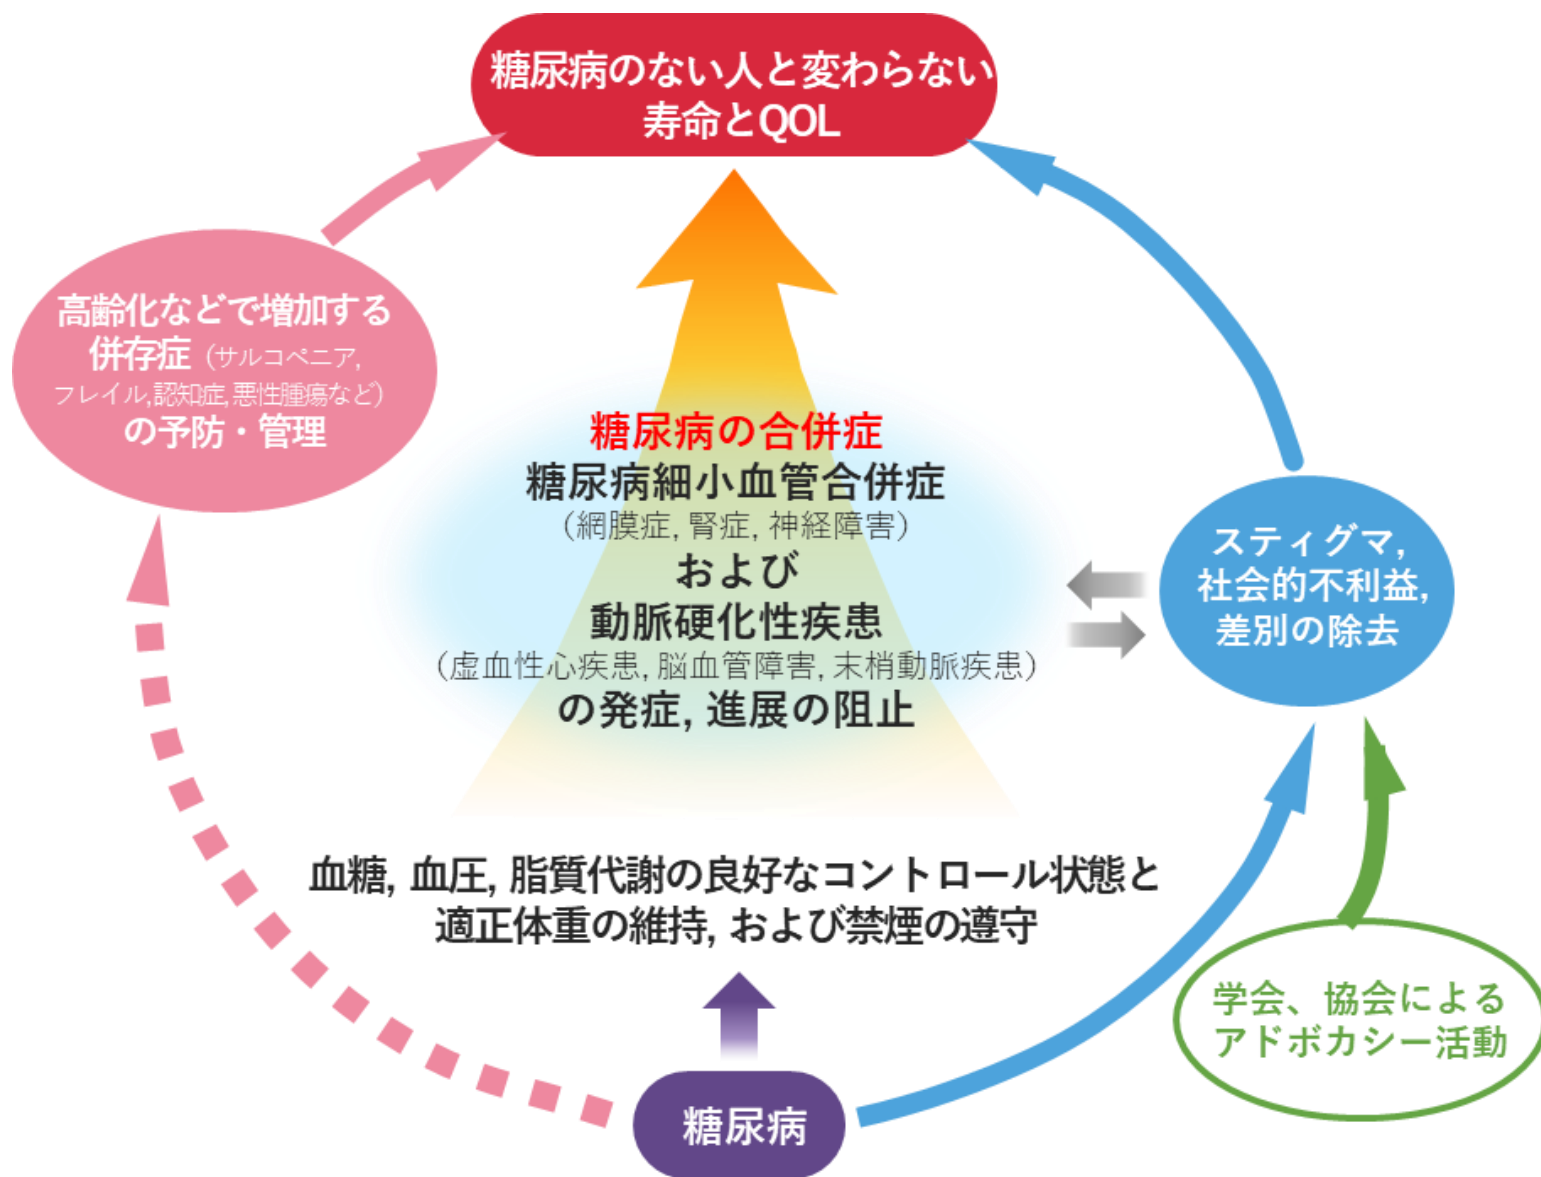 糖尿病のない人と変わらない
寿命とQOL
高齢化などで増加する
併存症（サルコペニア,
フレイル,認知症,悪性腫瘍など）
の予防・管理
糖尿病の合併症
糖尿病細小血管合併症
（網膜症, 腎症, 神経障害）
および
動脈硬化性疾患
（虚血性心疾患, 脳血管障害, 末梢動脈疾患）
の発症, 進展の阻止
スティグマ,
社会的不利益,
差別の除去
血糖, 血圧, 脂質代謝の良好なコントロール状態と
適正体重の維持, および禁煙の遵守
学会、協会による
アドボカシー活動
糖尿病